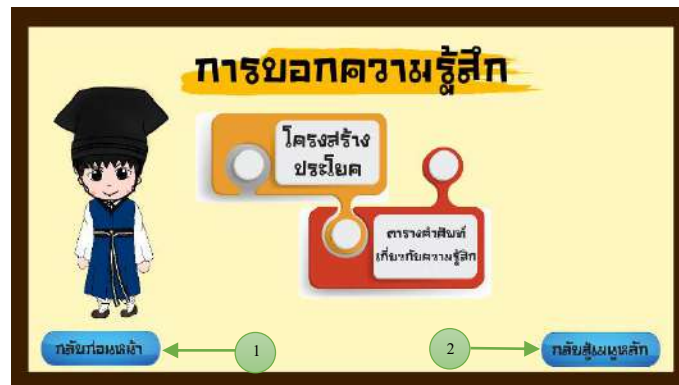 การบอกความรู้สึก
โครงสร้าง
ประโยค
ตารางคำศัพท์
เกี่ยวกับความรู้สึก
กลับก่อนหน้า
1
2
กลับสู่เมนูหลัก